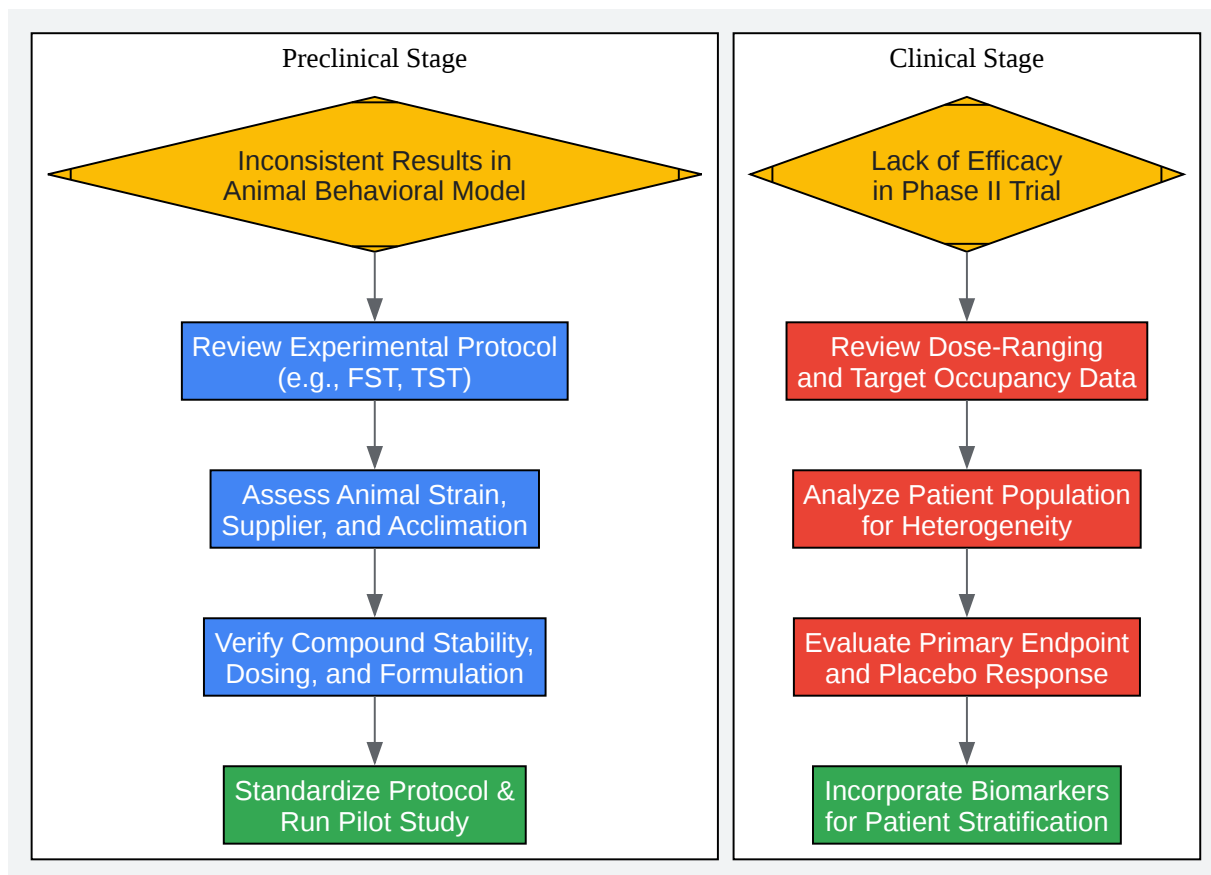 Preclinical Stage
Inconsistent Results in
Animal Behavioral Model
Review Experimental Protocol
(e.g., FST, TST)
Assess Animal Strain,
Supplier, and Acclimation
Verify Compound Stability,
Dosing, and Formulation
Standardize Protocol &
Run Pilot Study
Clinical Stage
Lack of Efficacy
in Phase II Trial
Review Dose-Ranging
and Target Occupancy Data
Analyze Patient Population
for Heterogeneity
Evaluate Primary Endpoint
and Placebo Response
Incorporate Biomarkers
for Patient Stratification